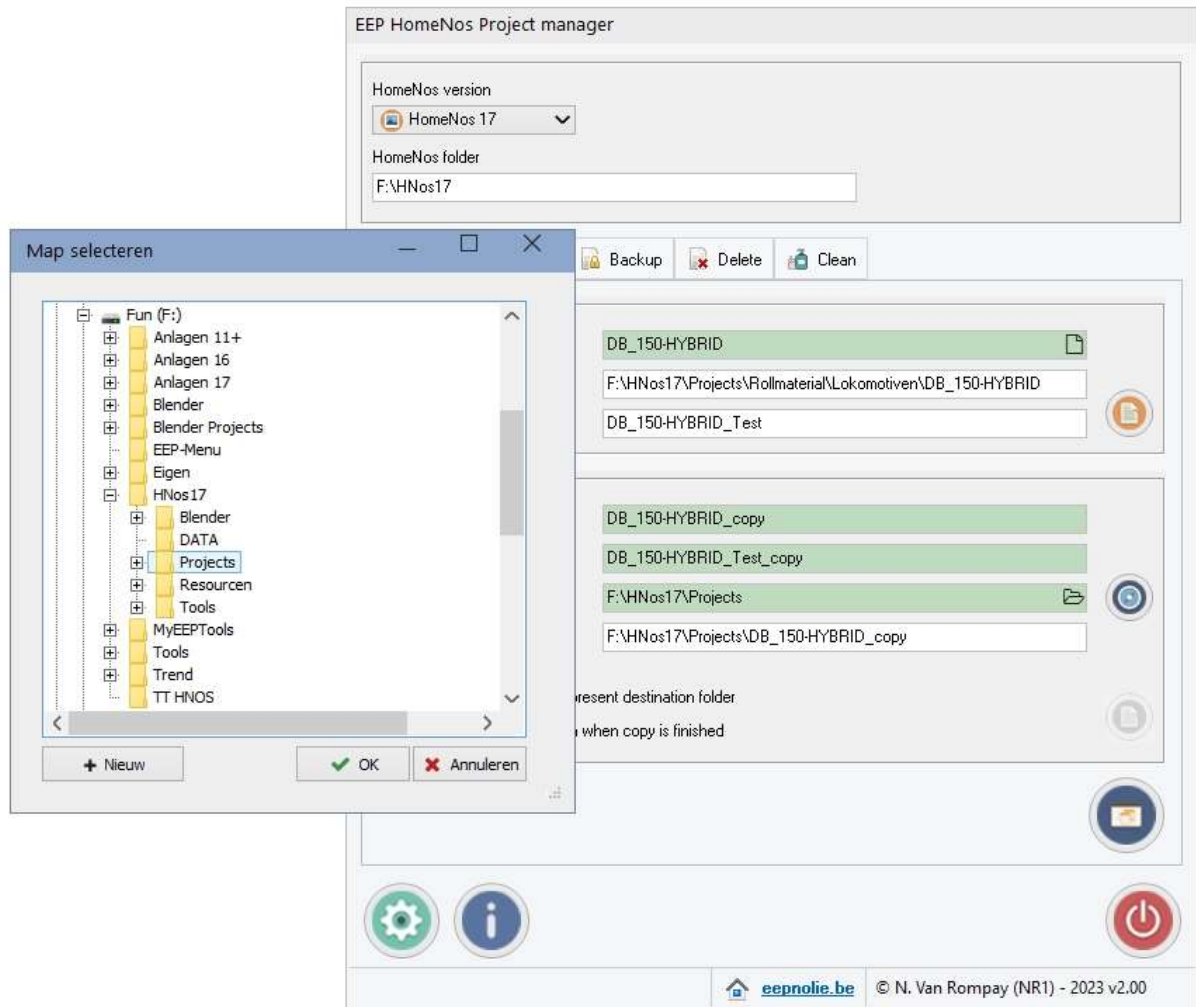 EEP HomeNos Project manager
HomeNos version
HomeNos 17
HomeNos folder
F:\HNos17
Map selecteren
Backup
Delete
Clean
Fun (F:)
Anlagen 11+
Anlagen 16
Anlagen 17
Blender
Blender Projects
EEP-Menu
Eigen
HNos17
Blender
DATA
Projects
Resourcen
Tools
MyEEPTools
Tools
Trend
TT HNOS
+ Nieuw
OK
Annuleren
DB_150-HYBRID
F:\HNos17\Projects\Rollmaterial\Lokomotiven\DB_150-HYBRID
DB_150-HYBRID_Test
DB_150-HYBRID_copy
DB_150-HYBRID_Test_copy
F:\HNos17\Projects
F:\HNos17\Projects\DB_150-HYBRID_copy
destination folder
when copy is finished
eepnolie.be
© N. Van Rompay (NR1) - 2023 v2.00